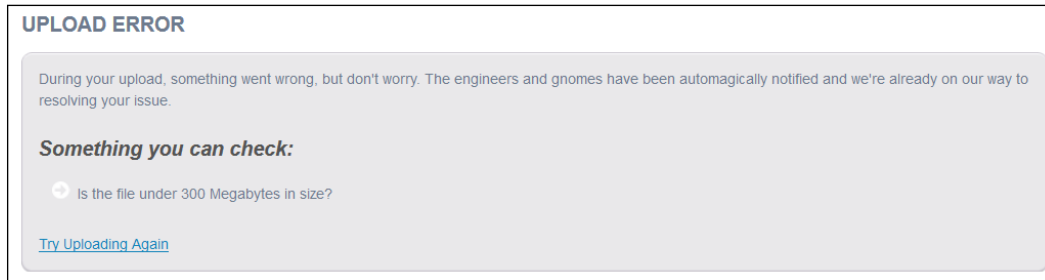 UPLOAD ERROR
During your upload, something went wrong, but don't worry. The engineers and gnomes have been automagically notified and we're already on our way to
resolving your issue.
Something you can check:
Is the file under 300 Megabytes in size?
Try Uploading Again